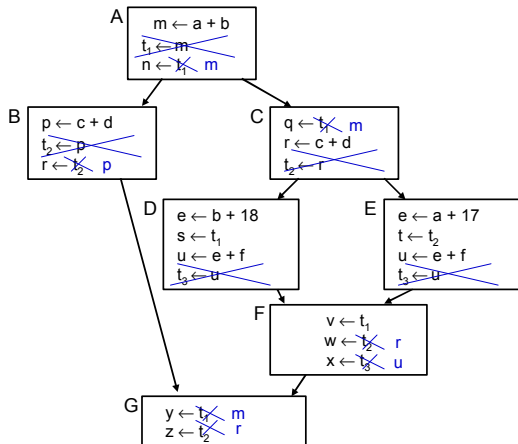 A
m ← a + b
t₁ ← m
n ← t₁ m
B
p ← c + d
t₂ ← p
r ← t₂ p
C
q ← t₁ m
r ← c + d
t₂ ← r
D
e ← b + 18
s ← t₁
u ← e + f
t₃ ← u
E
e ← a + 17
t ← t₂
u ← e + f
t₃ ← u
F
v ← t₁
w ← t₂ r
x ← t₃ u
G
y ← t₁ m
z ← t₂ r